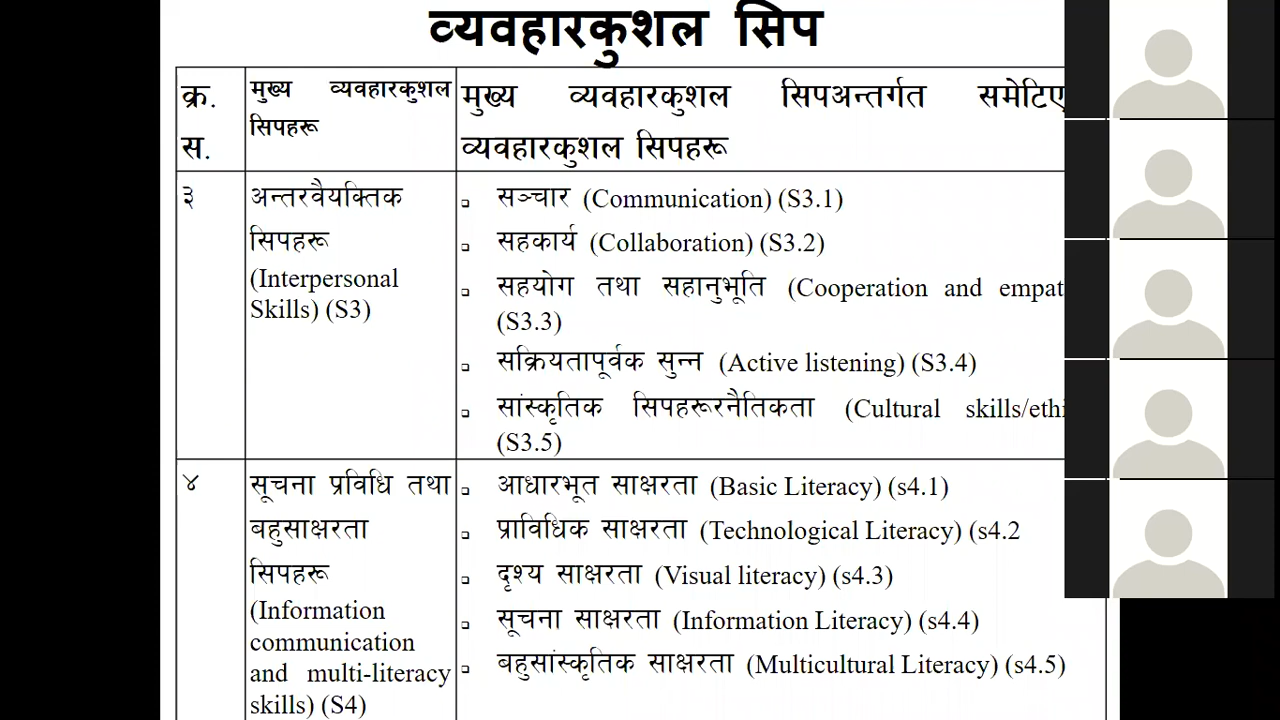 व्यवहारकुशल सिप
क्र.
स.
मुख्य व्यवहारकुशल
सिपहरू
मुख्य व्यवहारकुशल सिपअन्तर्गत
व्यवहारकुशल सिपहरू
३
अन्तरवैयक्तिक
सिपहरू
(Interpersonal
Skills) (S3)
सञ्चार (Communication) (S3.1)
सहकार्य (Collaboration) (S3.2)
सहयोग तथा सहानुभूति (Cooperation and
(S3.3)
सक्रियतापूर्वक सुन्न (Active listening) (S3.4)
सांस्कृतिक सिपहरूरनैतिकता (Cultural
(S3.5)
४
सूचना प्रविधि तथा
बहुसाक्षरता
सिपहरू
(Information
communication
and multi-literacy
skills) (S4)
आधारभूत साक्षरता (Basic Literacy) (s4.1)
प्राविधिक साक्षरता (Technological Literacy) (s4.2
दृश्य साक्षरता (Visual literacy) (s4.3)
सूचना साक्षरता (Information Literacy) (s4.4)
बहुसांस्कृतिक साक्षरता (Multicultural Literacy) (s4.5)